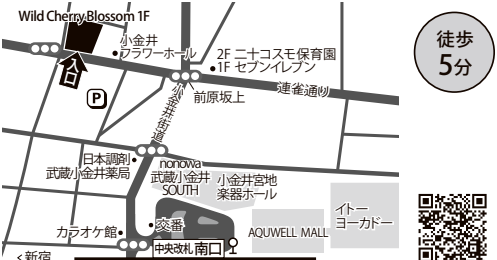 Wild Cherry Blossom 1F
小金井
フラワーホール
2F 二十コスモ保育園
1F セブンイレブン
徒歩
5分
入口
P
連雀通り
前原坂上
小金井街道
日本調剤
武蔵小金井薬局
nonowa
武蔵小金井
SOUTH
小金井宮地
楽器ホール
イトー
ヨーカドー
カラオケ館
交番
AQUWELL MALL
中央改札 南口
<新宿